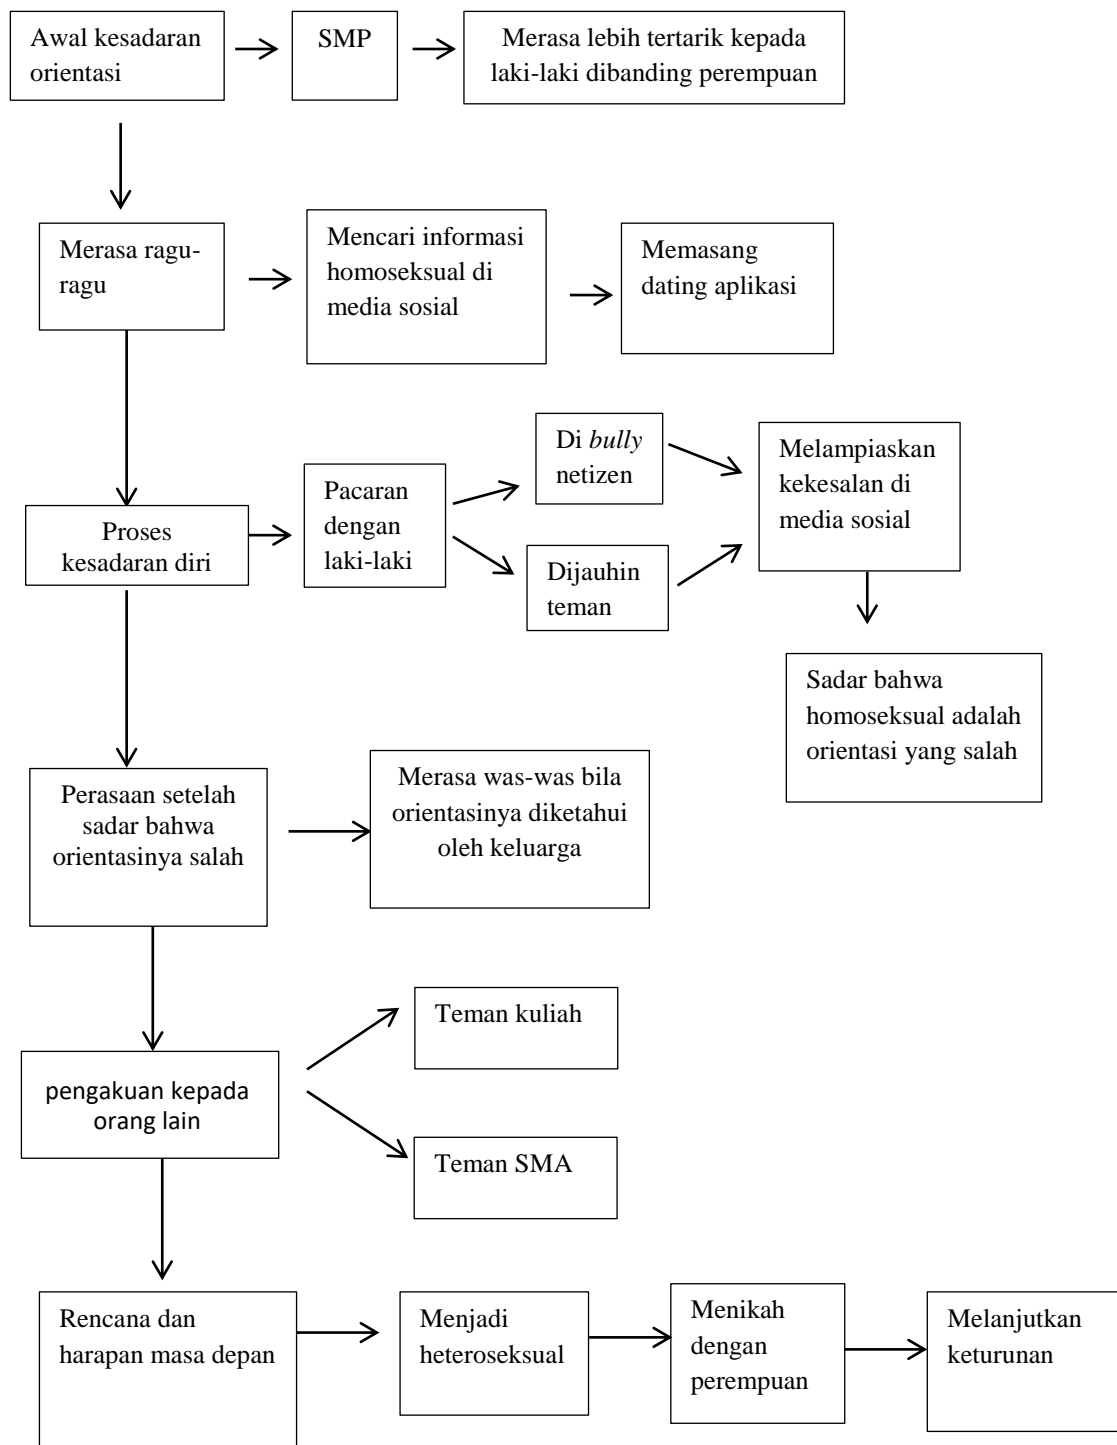 Awal kesadaran
orientasi
SMP
Merasa lebih tertarik kepada
laki-laki dibanding perempuan
Merasa ragu-
ragu
Mencari informasi
homoseksual di
media sosial
Memasang
dating aplikasi
Proses
kesadaran diri
Pacaran
dengan
laki-laki
Di bully
netizen
Dijauhin
teman
Melampiaskan
kekesalan di
media sosial
Sadar bahwa
homoseksual adalah
orientasi yang salah
Perasaan setelah
sadar bahwa
orientasinya salah
Merasa was-was bila
orientasinya diketahui
oleh keluarga
pengakuan kepada
orang lain
Teman kuliah
Teman SMA
Rencana dan
harapan masa depan
Menjadi
heteroseksual
Menikah
dengan
perempuan
Melanjutkan
keturunan